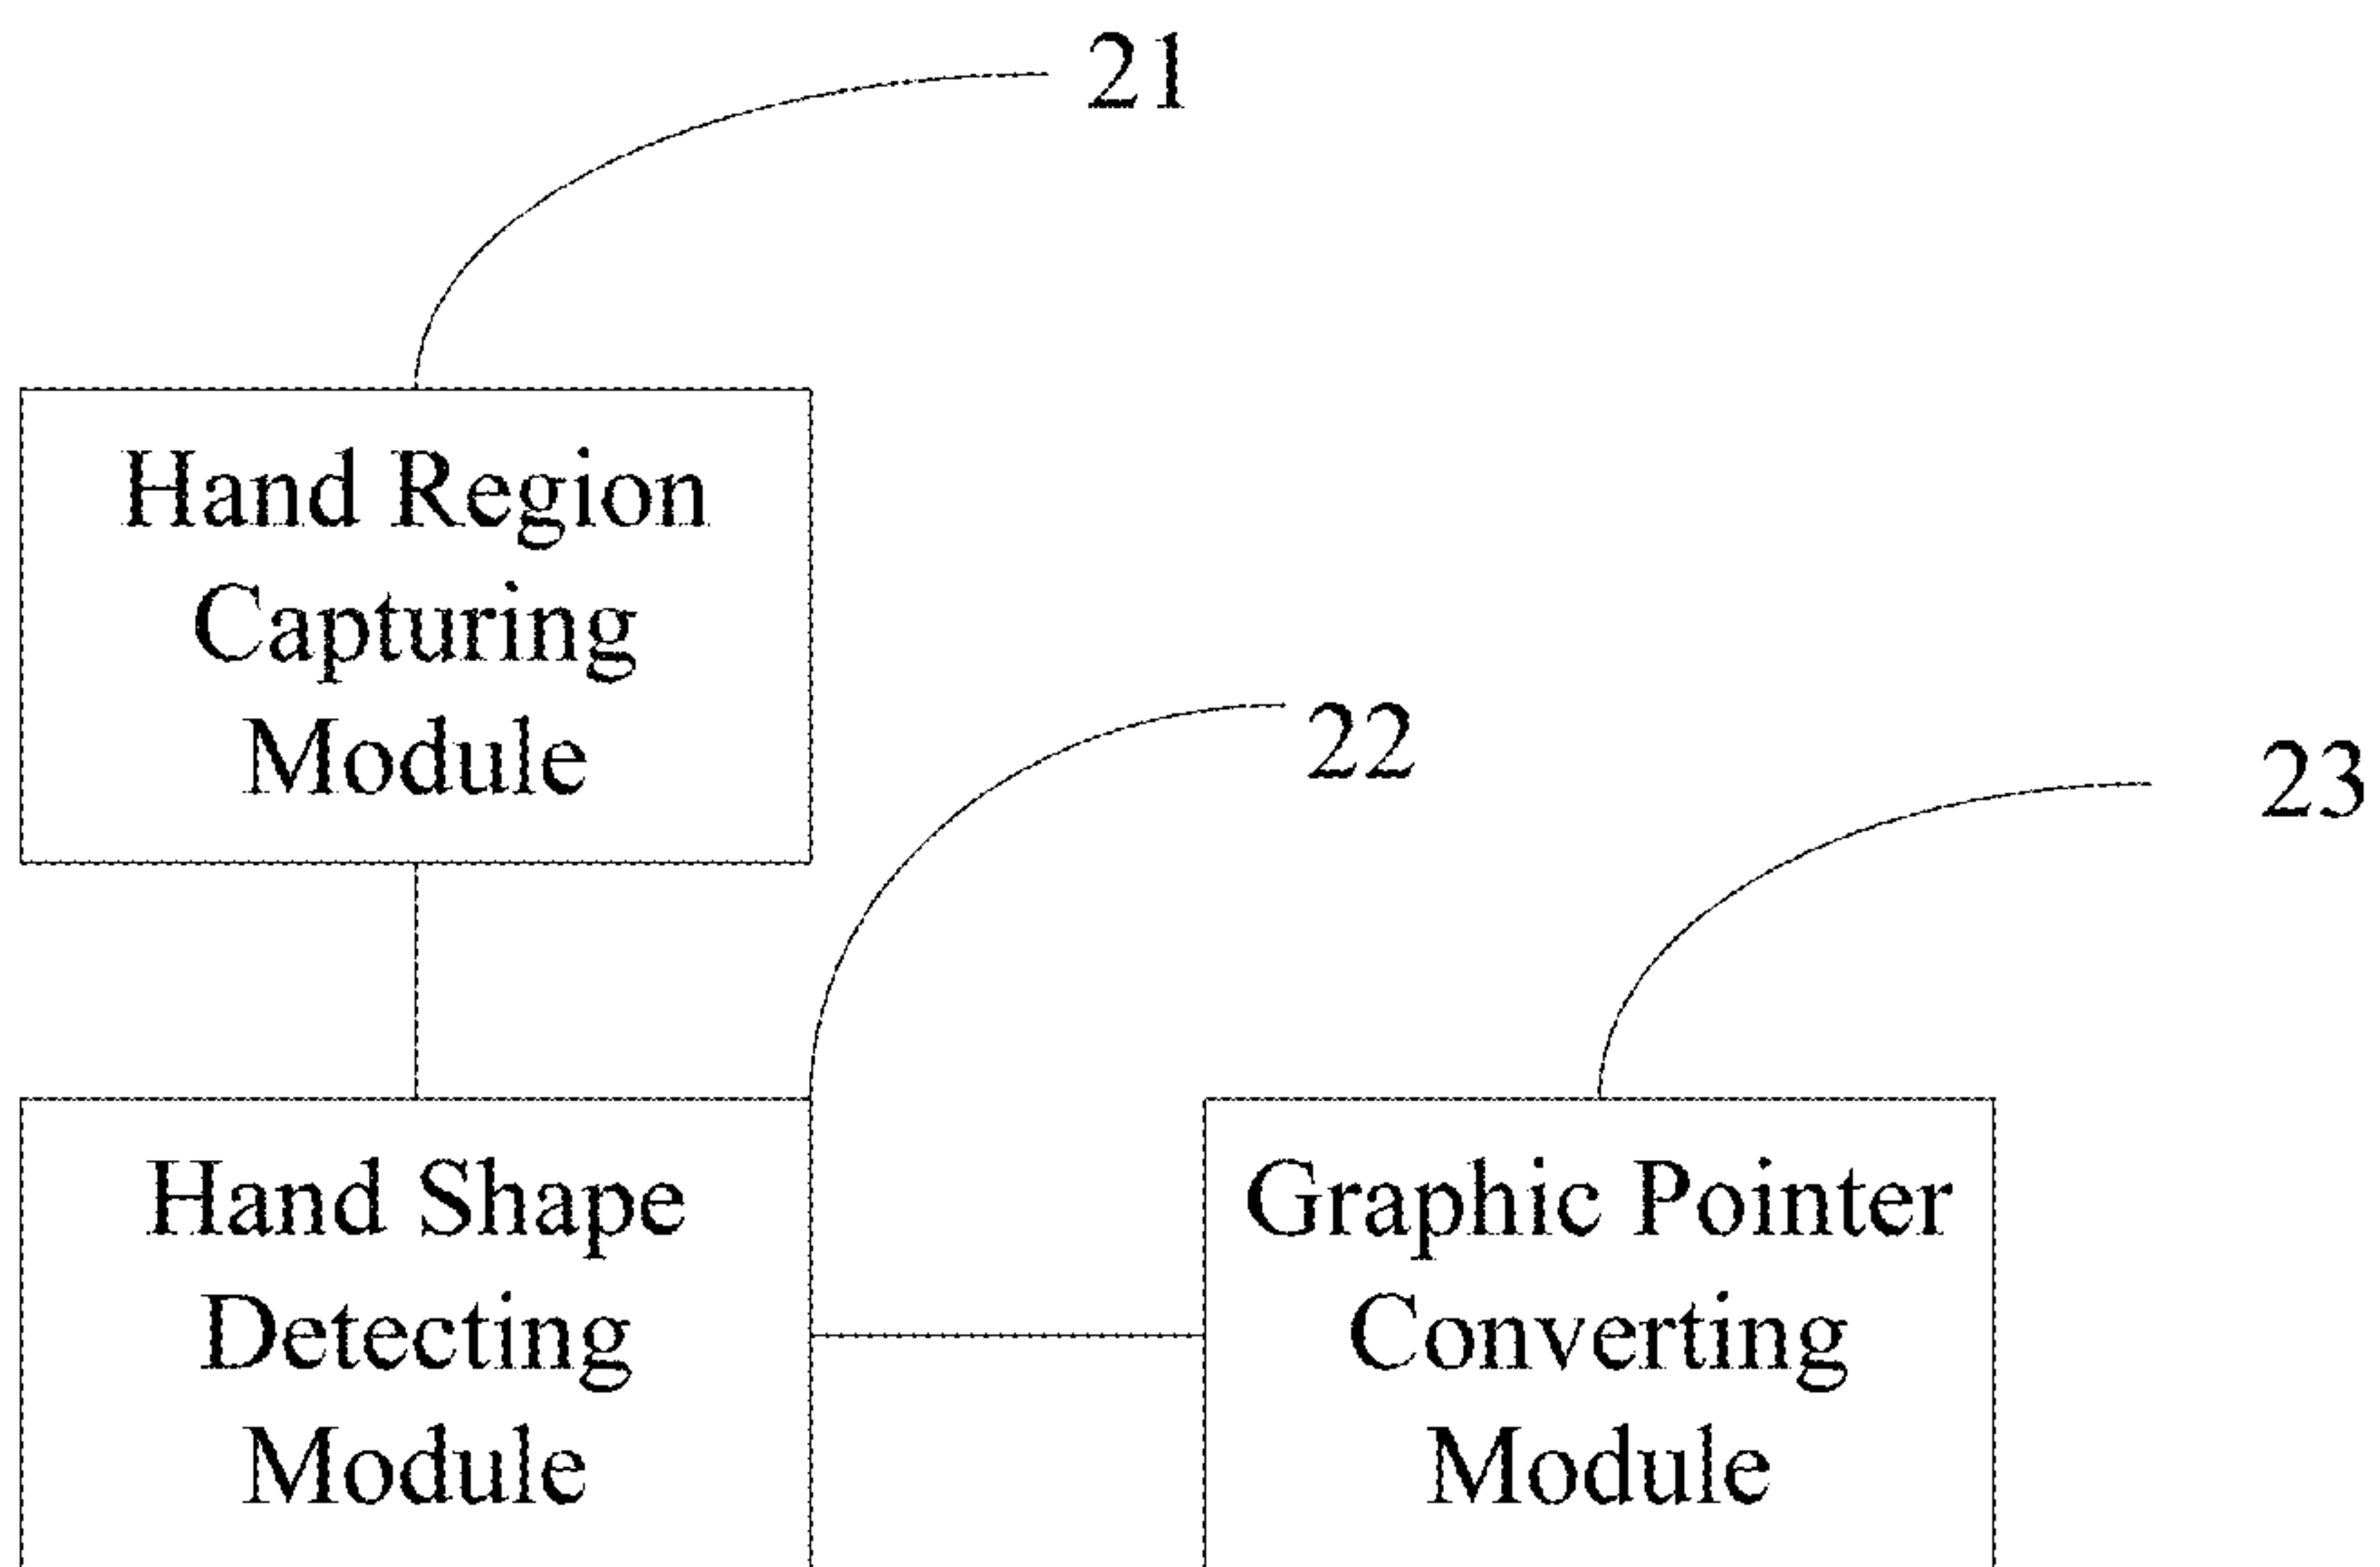 21
Hand Region
Capturing
Module
22
23
Hand Shape
Detecting
Module
Graphic Pointer
Converting
Module